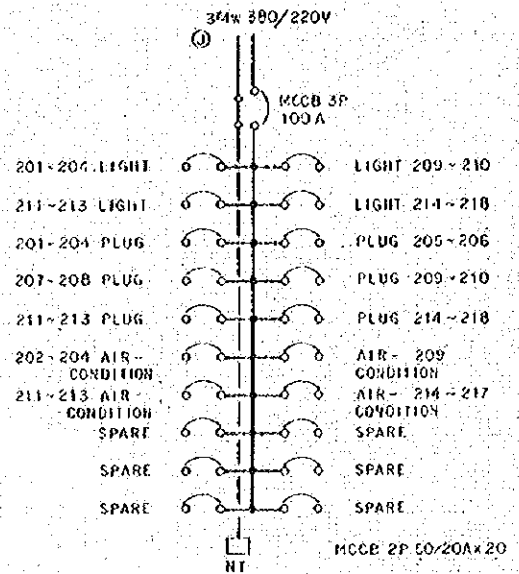 3φ4W 380/220V
J
MCCB 3P
100A
201~204 LIGHT
LIGHT 209~210
211~213 LIGHT
LIGHT 214~218
201~204 PLUG
PLUG 205~206
207~208 PLUG
PLUG 209~210
211~213 PLUG
PLUG 214~218
202~204 AIR-
CONDITION
AIR- 209
CONDITION
211~213 AIR-
CONDITION
AIR- 214~217
CONDITION
SPARE
SPARE
SPARE
SPARE
SPARE
SPARE
NT
MCCB 2P 50/20A×20